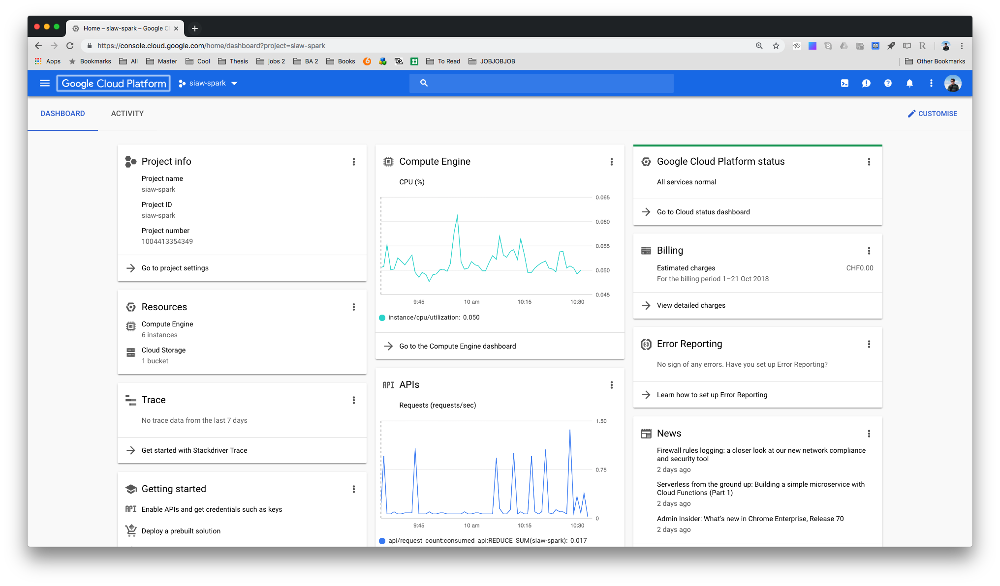 Home – siaw-spark – Google C
https://console.cloud.google.com/home/dashboard?project=siaw-spark
Apps
Bookmarks
All
Master
Cool
Thesis
jobs 2
BA 2
Books
DP
To Read
JOBJOBJOB
Other Bookmarks
Google Cloud Platform
siaw-spark
DASHBOARD
ACTIVITY
CUSTOMISE
Project info
Project name
siaw-spark
Project ID
siaw-spark
Project number
1004413354349
Go to project settings
Resources
Compute Engine
6 instances
Cloud Storage
1 bucket
Trace
No trace data from the last 7 days
Get started with Stackdriver Trace
Getting started
API Enable APIs and get credentials such as keys
Deploy a prebuilt solution
Compute Engine
CPU (%)
0.065
0.060
0.055
0.050
0.045
9:45
10 am
10:15
10:30
instance/cpu/utilization: 0.050
Go to the Compute Engine dashboard
API APIs
Requests (requests/sec)
1.50
0.75
0
9:45
10 am
10:15
10:30
api/request_count:consumed_api:REDUCE_SUM(siaw-spark): 0.017
Google Cloud Platform status
All services normal
Go to Cloud status dashboard
Billing
Estimated charges
CHF0.00
For the billing period 1–21 Oct 2018
View detailed charges
Error Reporting
No sign of any errors. Have you set up Error Reporting?
Learn how to set up Error Reporting
News
Firewall rules logging: a closer look at our new network compliance
and security tool
2 days ago
Serverless from the ground up: Building a simple microservice with
Cloud Functions (Part 1)
2 days ago
Admin Insider: What's new in Chrome Enterprise, Release 70
2 days ago